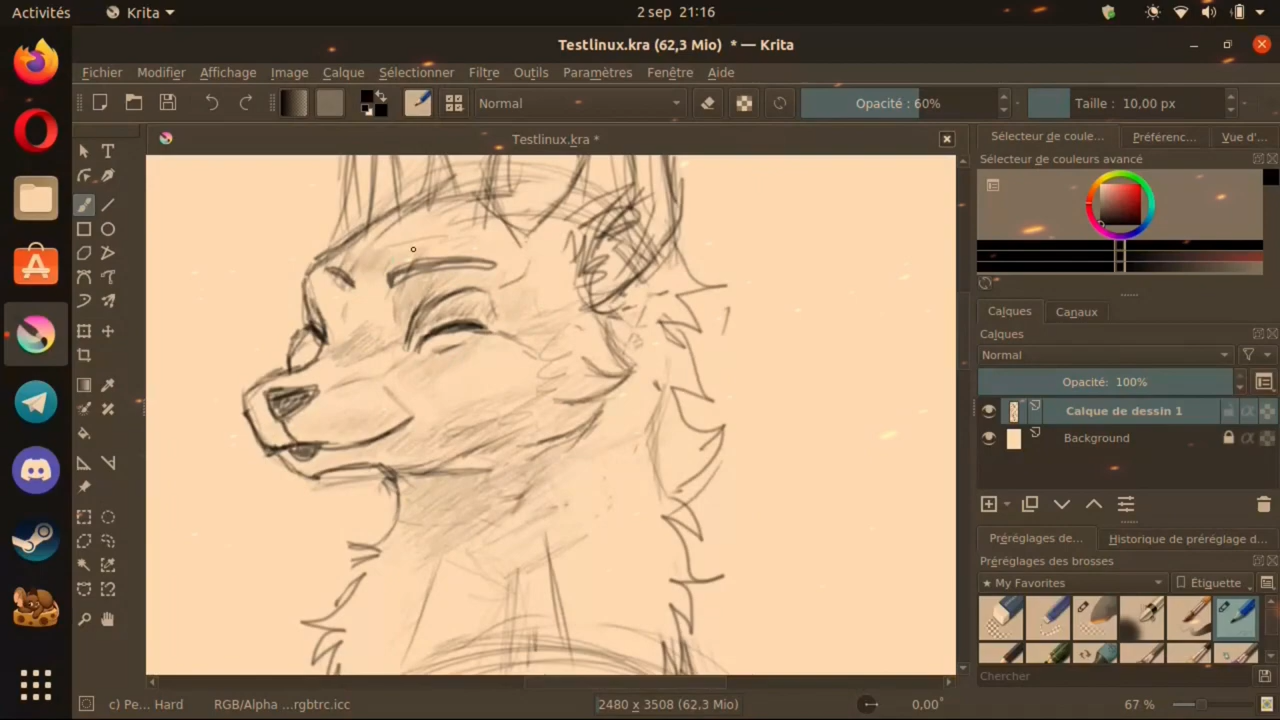 Activités Krita 2 sep 21:16
Testlinux.kra (62,3 Mio) * — Krita
Fichier Modifier Affichage Image Calque Sélectionner Filtre Outils Paramètres Fenêtre Aide
Normal Opacité : 60% Taille : 10,00 px
Testlinux.kra *
Sélecteur de coule... Préférenc... Vue d'...
Sélecteur de couleurs avancé
Calques Canaux
Calques
Normal
Opacité: 100%
Calque de dessin 1
Background
Préréglages de... Historique de préréglage d...
Préréglages des brosses
★ My Favorites Étiquette
Chercher
c) Pe... Hard RGB/Alpha ...rgbtrc.icc 2480 x 3508 (62,3 Mio) 0,00° 67 %